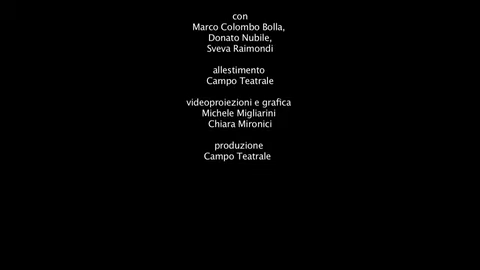 con
Marco Colombo Bolla,
Donato Nubile,
Sveva Raimondi
allestimento
Campo Teatrale
videoproiezioni e grafica
Michele Migliarini
Chiara Mironici
produzione
Campo Teatrale